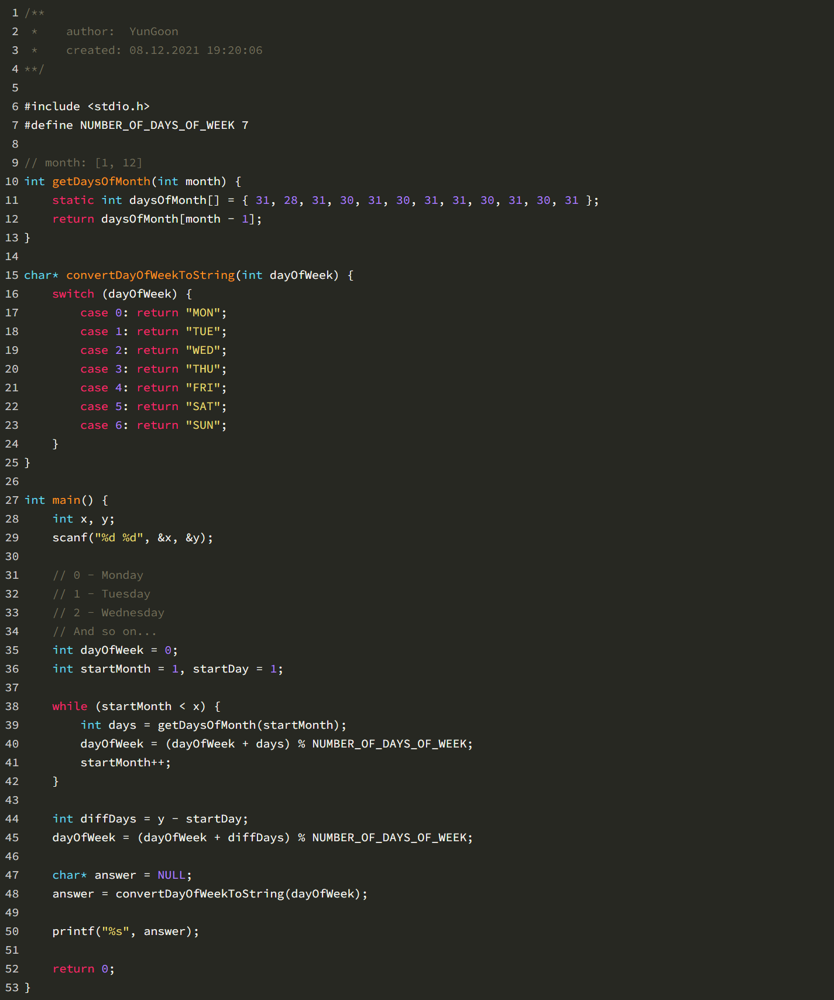 1 /**
2  *    author:  YunGoon
3  *    created: 08.12.2021 19:20:06
4 **/
5
6 #include <stdio.h>
7 #define NUMBER_OF_DAYS_OF_WEEK 7
8
9 // month: [1, 12]
10 int getDaysOfMonth(int month) {
11     static int daysOfMonth[] = { 31, 28, 31, 30, 31, 30, 31, 31, 30, 31, 30, 31 };
12     return daysOfMonth[month - 1];
13 }
14
15 char* convertDayOfWeekToString(int dayOfWeek) {
16     switch (dayOfWeek) {
17         case 0: return "MON";
18         case 1: return "TUE";
19         case 2: return "WED";
20         case 3: return "THU";
21         case 4: return "FRI";
22         case 5: return "SAT";
23         case 6: return "SUN";
24     }
25 }
26
27 int main() {
28     int x, y;
29     scanf("%d %d", &x, &y);
30
31     // 0 - Monday
32     // 1 - Tuesday
33     // 2 - Wednesday
34     // And so on...
35     int dayOfWeek = 0;
36     int startMonth = 1, startDay = 1;
37
38     while (startMonth < x) {
39         int days = getDaysOfMonth(startMonth);
40         dayOfWeek = (dayOfWeek + days) % NUMBER_OF_DAYS_OF_WEEK;
41         startMonth++;
42     }
43
44     int diffDays = y - startDay;
45     dayOfWeek = (dayOfWeek + diffDays) % NUMBER_OF_DAYS_OF_WEEK;
46
47     char* answer = NULL;
48     answer = convertDayOfWeekToString(dayOfWeek);
49
50     printf("%s", answer);
51
52     return 0;
53 }